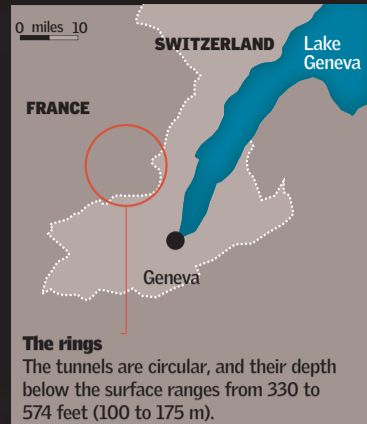 0 miles 10
SWITZERLAND
Lake
Geneva
FRANCE
Geneva
The rings
The tunnels are circular, and their depth
below the surface ranges from 330 to
574 feet (100 to 175 m).